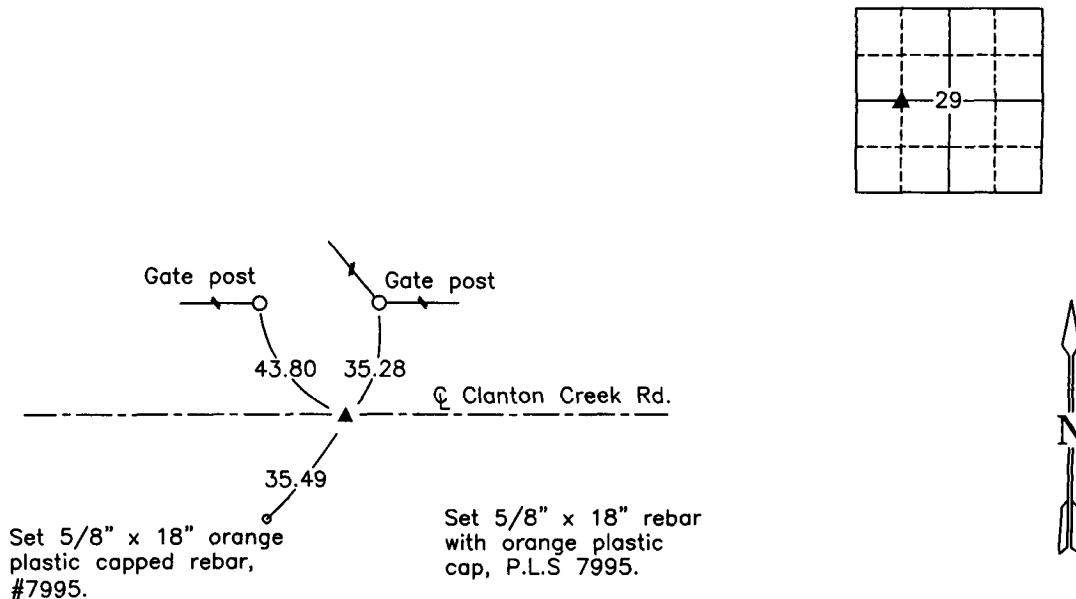 29
Gate post
Gate post
43.80
35.28
℄ Clanton Creek Rd.
N
35.49
Set 5/8" x 18" orange
plastic capped rebar,
#7995.
Set 5/8" x 18" rebar
with orange plastic
cap, P.L.S 7995.